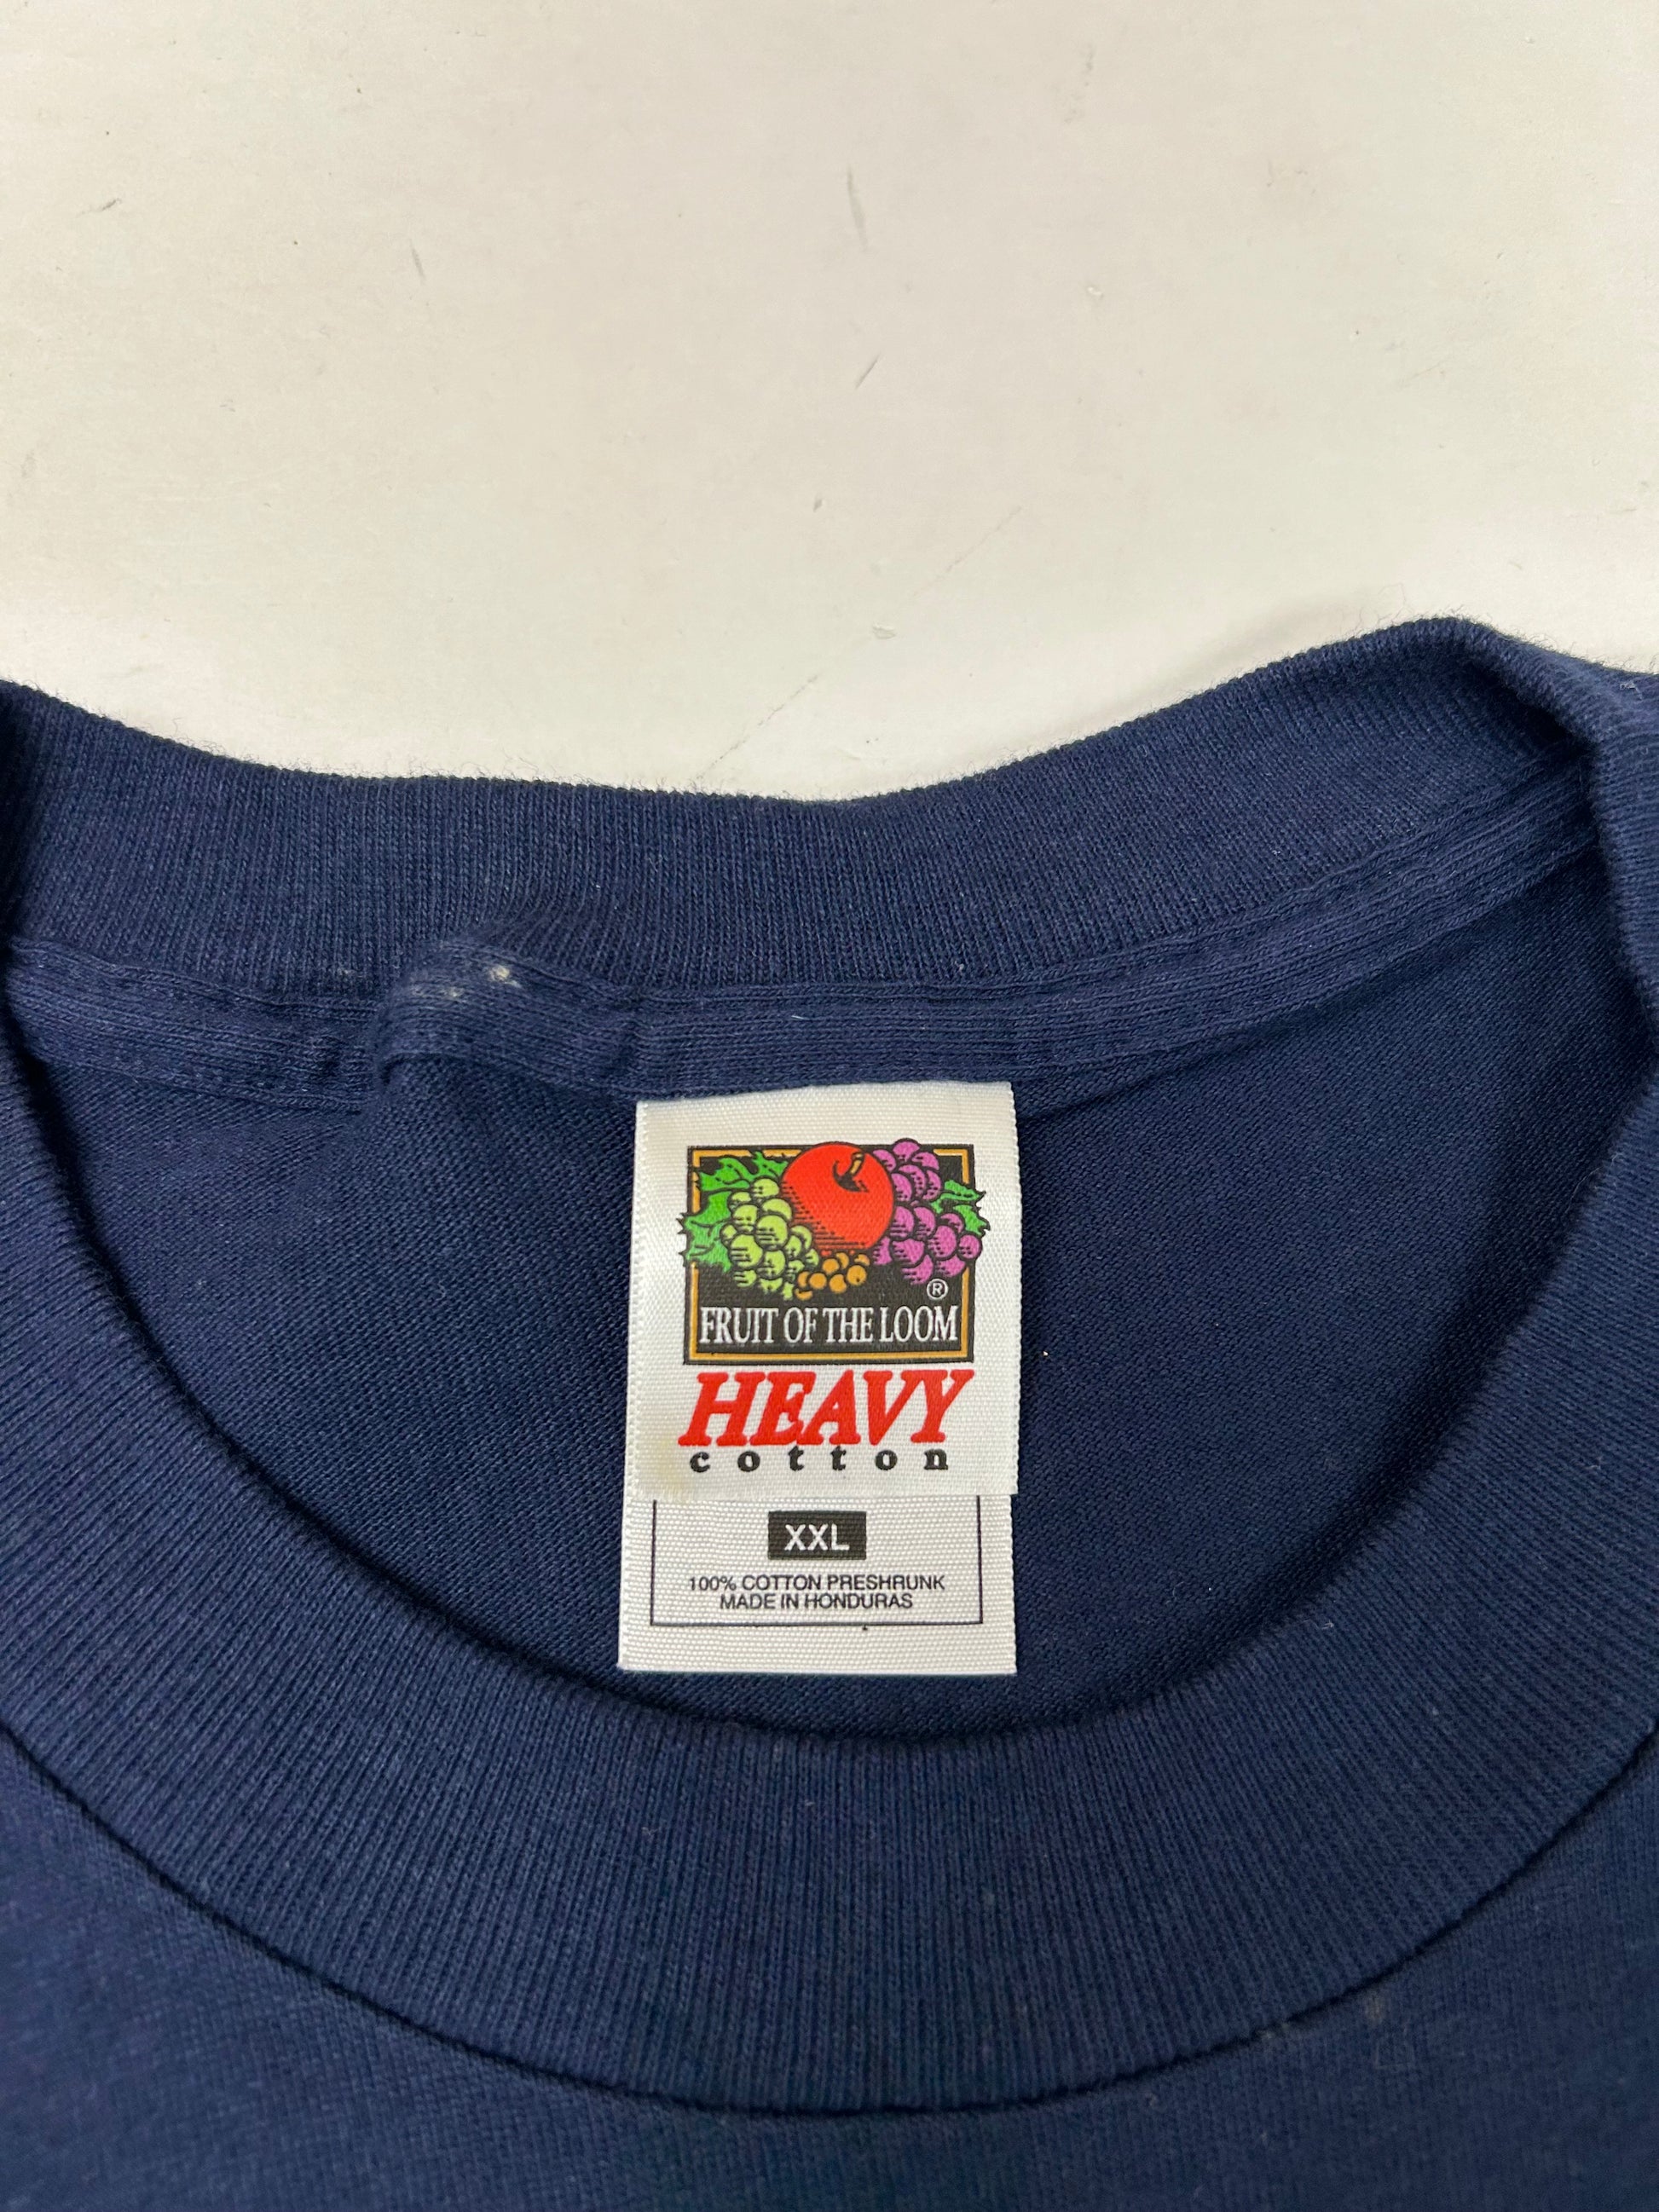 ®
FRUIT OF THE LOOM
HEAVY
cotton
XXL
100% COTTON PRESHRUNK
MADE IN HONDURAS